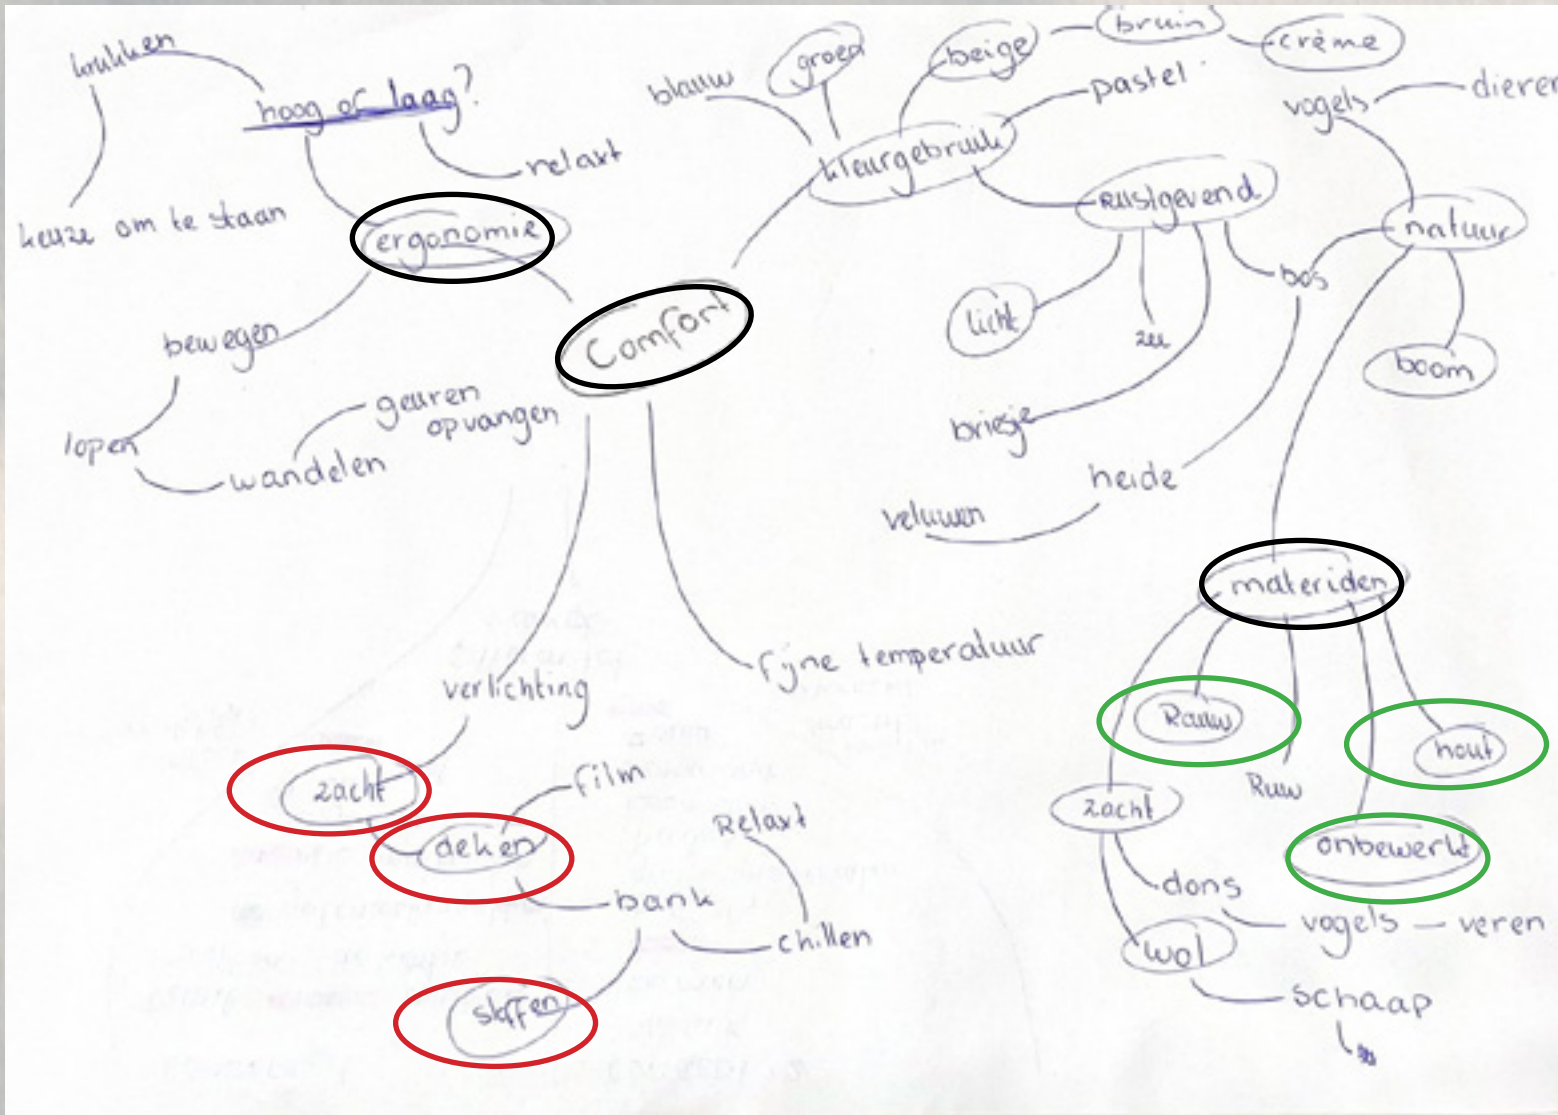 krukken
hoog of laag?
relaxt
keuze om te staan
ergonomie
bewegen
lopen
wandelen
geuren
opvangen
Comfort
blauw
groen
beige
bruin
crème
pastel
kleurgebruik
Rustgevend
licht
zee
briesje
bos
heide
veluwen
vogels
dieren
natuur
boom
materialen
Rauw
Ruw
hout
onbewerkt
zacht
dons
vogels
veren
wol
schaap
fijne temperatuur
verlichting
zacht
deken
film
bank
Relaxt
chillen
stoffen